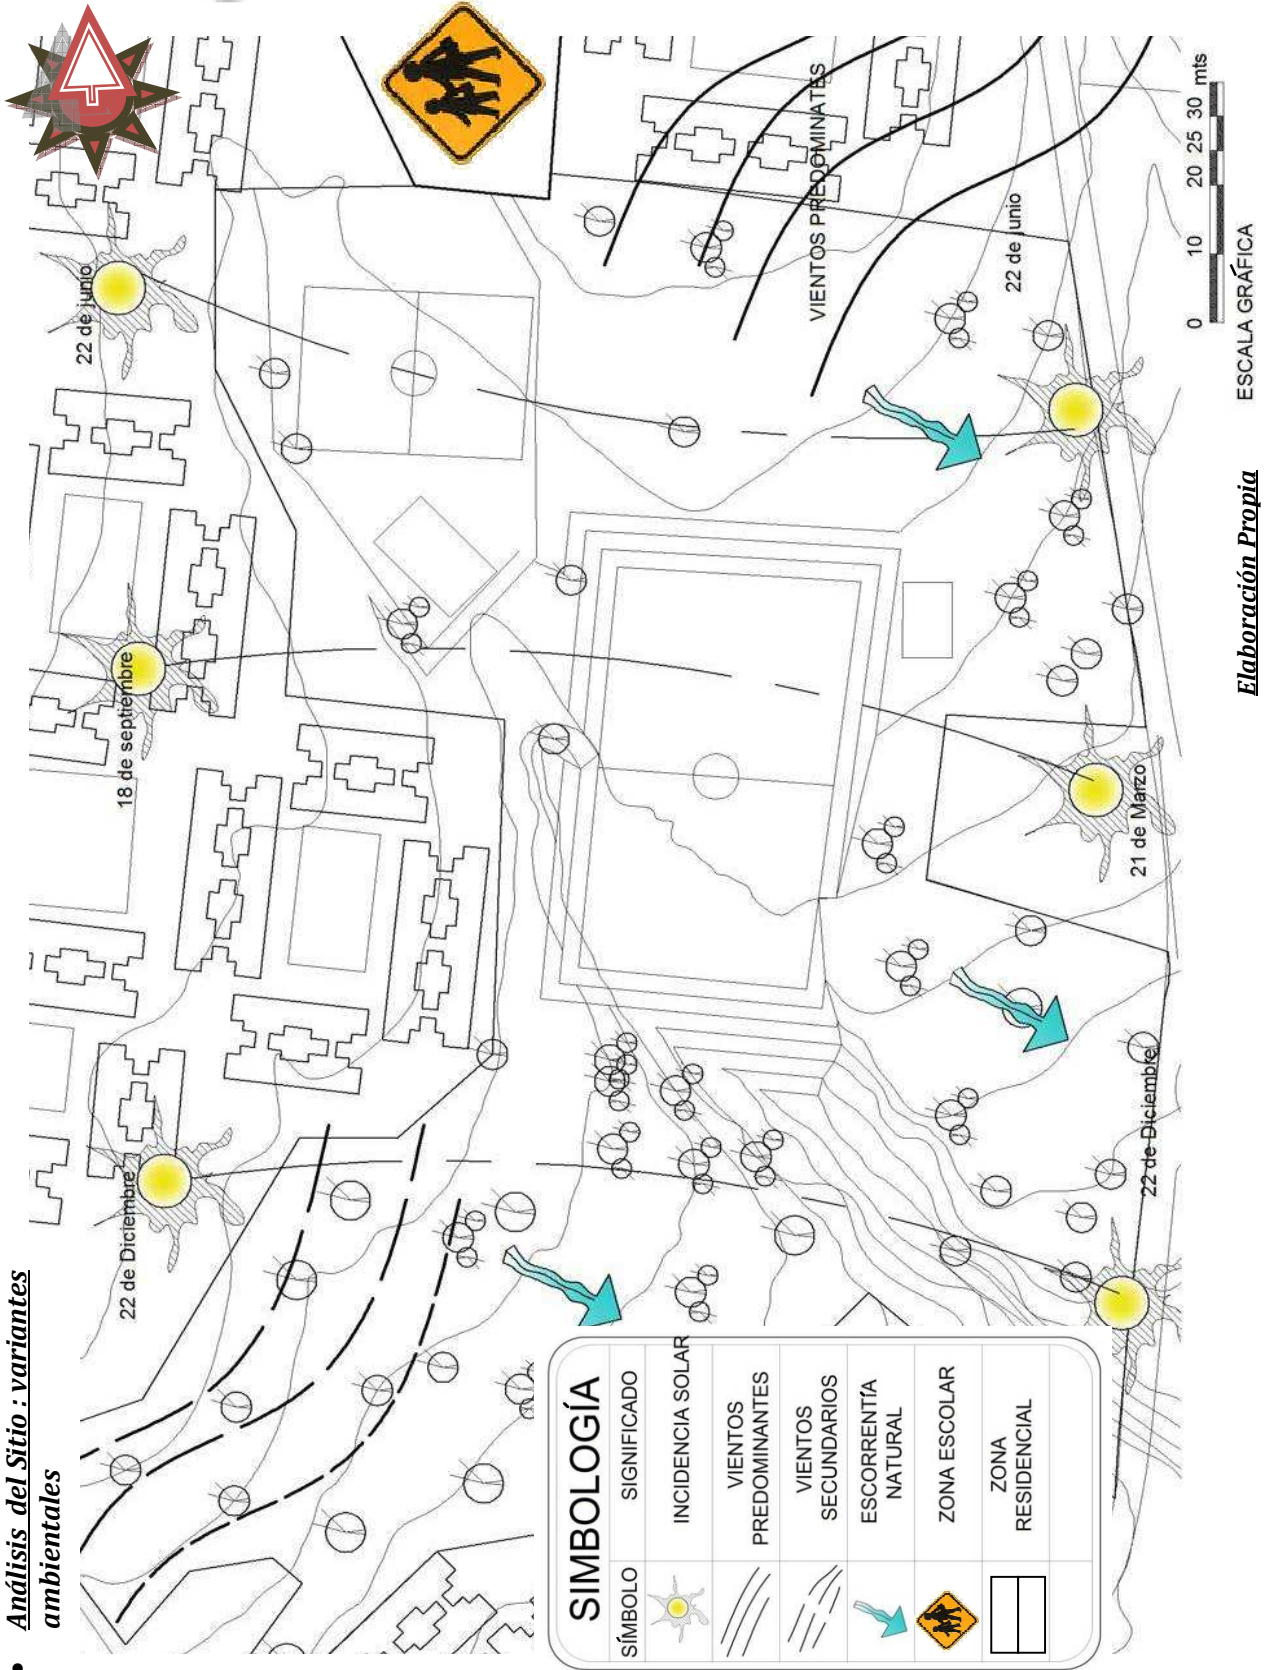 • Análisis del Sitio : variantes
ambientales
22 de Diciembre
18 de septiembre
22 de junio
VIENTOS PREDOMINATES
22 de junio
21 de Marzo
22 de Diciembre
SIMBOLOGÍA
SÍMBOLO SIGNIFICADO
INCIDENCIA SOLAR
VIENTOS
PREDOMINANTES
VIENTOS
SECUNDARIOS
ESCORRENTÍA
NATURAL
ZONA ESCOLAR
ZONA
RESIDENCIAL
0 10 20 25 30 mts
ESCALA GRÁFICA
Elaboración Propia